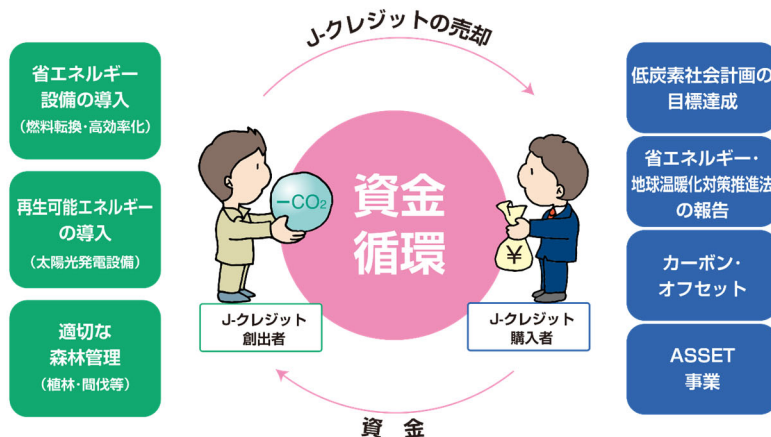 J-クレジットの売却
省エネルギー
設備の導入
(燃料転換・高効率化)
再生可能エネルギー
の導入
(太陽光発電設備)
適切な
森林管理
(植林・間伐等)
−CO₂
資金
循環
¥
J-クレジット
創出者
J-クレジット
購入者
資 金
低炭素社会計画の
目標達成
省エネルギー・
地球温暖化対策推進法
の報告
カーボン・
オフセット
ASSET
事業